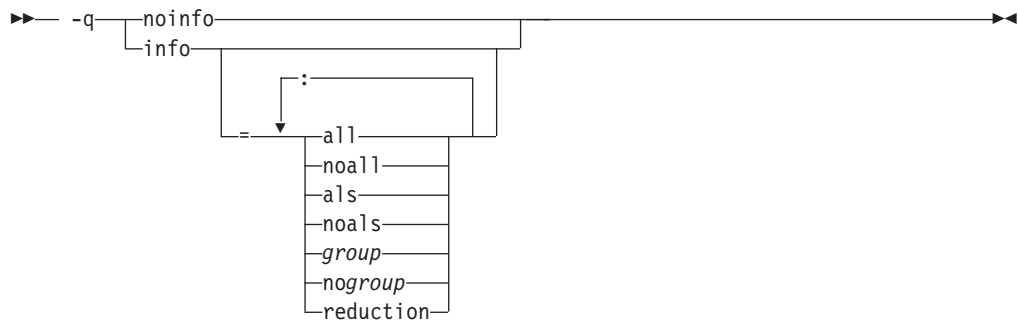 -q noinfo
info
:
= all
noall
als
noals
group
nogroup
reduction